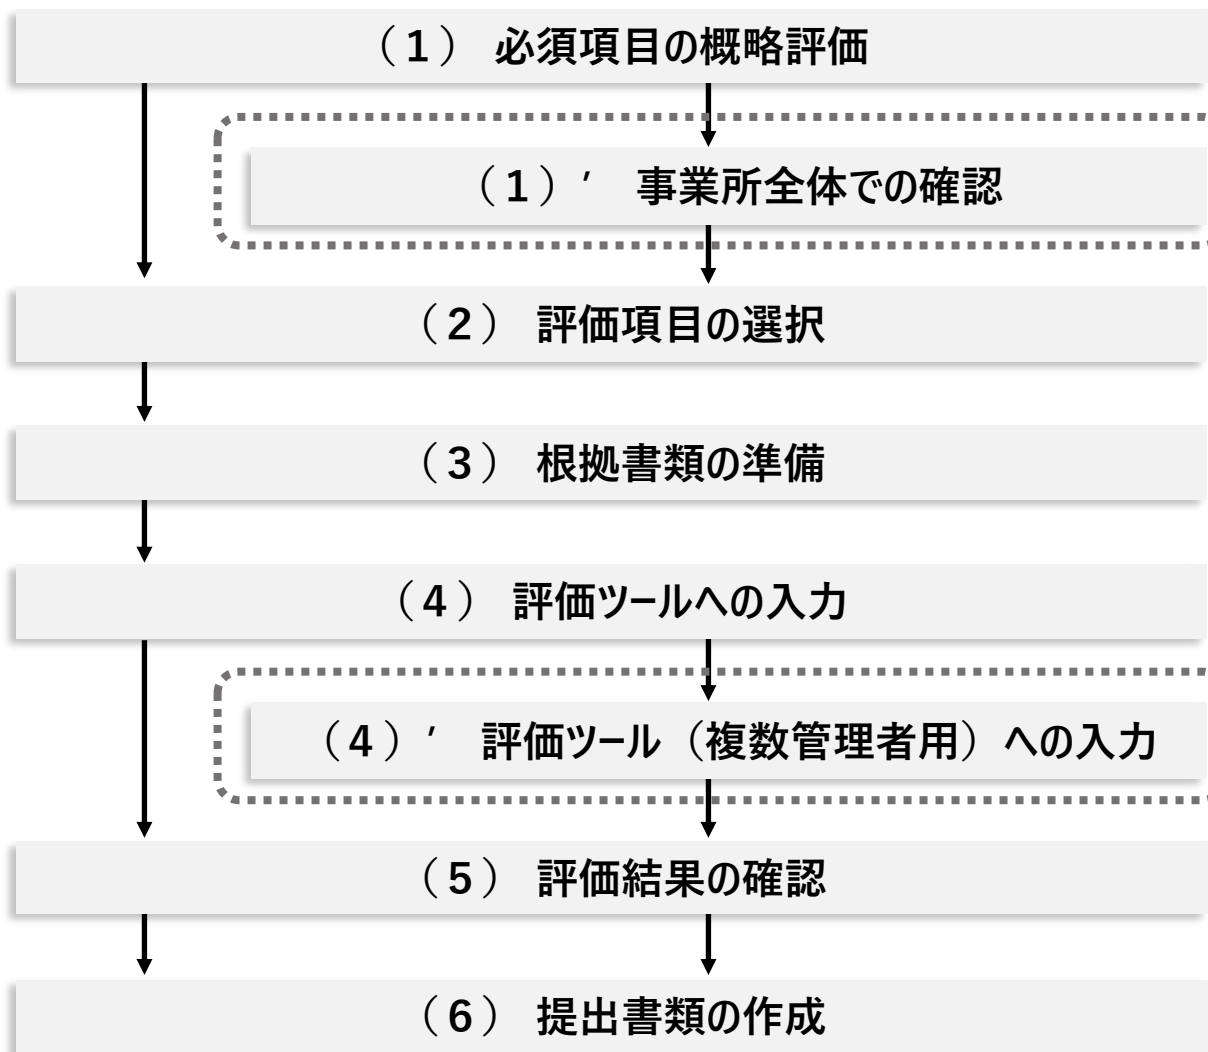 （1） 必須項目の概略評価
（1）′ 事業所全体での確認
（2） 評価項目の選択
（3） 根拠書類の準備
（4） 評価ツールへの入力
（4）′ 評価ツール（複数管理者用）への入力
（5） 評価結果の確認
（6） 提出書類の作成